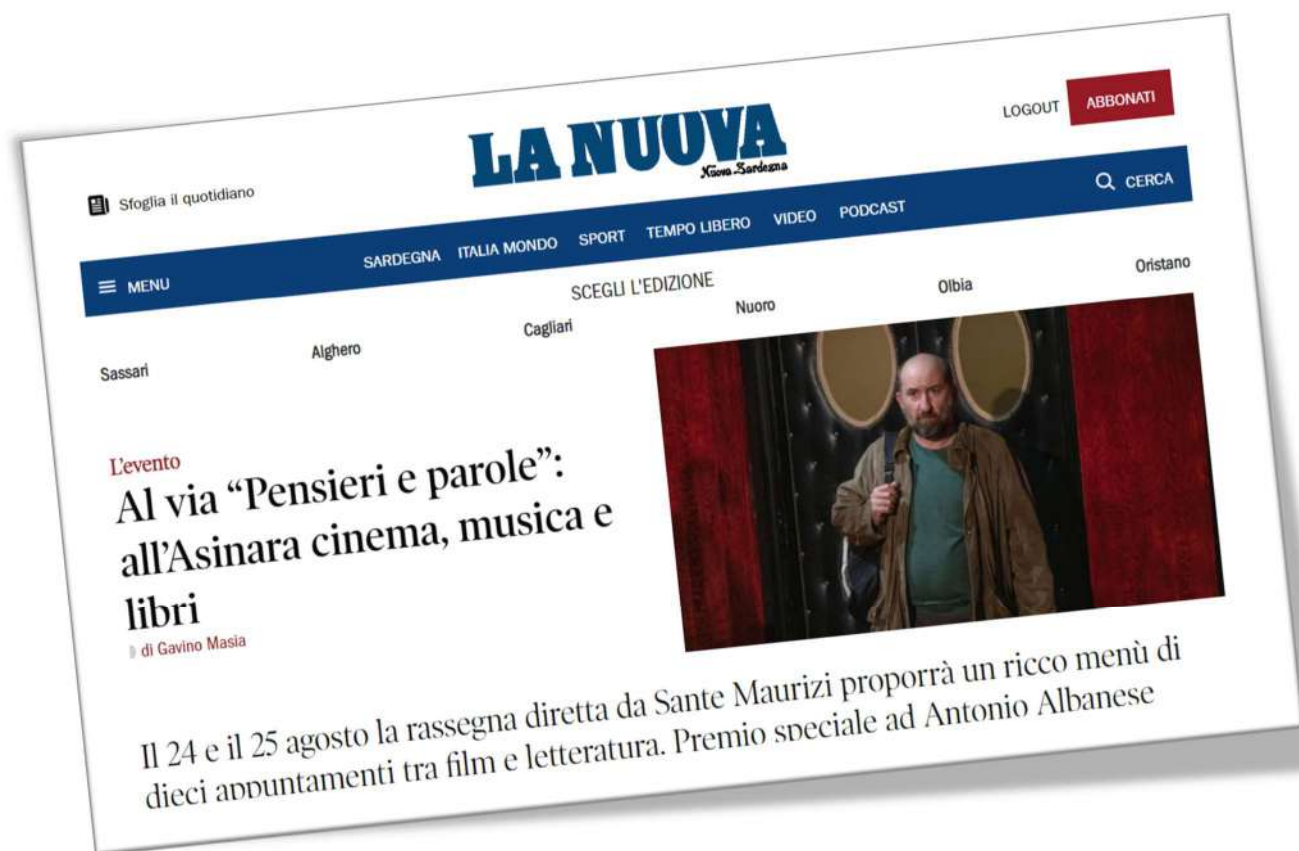 Sfoglia il quotidiano
LA NUOVA
Nuova Sardegna
LOGOUT
ABBONATI
MENU
SARDEGNA ITALIA MONDO SPORT TEMPO LIBERO VIDEO PODCAST
CERCA
SCEGLI L'EDIZIONE
Sassari
Alghero
Cagliari
Nuoro
Olbia
Oristano
L'evento
Al via “Pensieri e parole”:
all’Asinara cinema, musica e
libri
di Gavino Masia
Il 24 e il 25 agosto la rassegna diretta da Sante Maurizi proporrà un ricco menù di
dieci appuntamenti tra film e letteratura. Premio speciale ad Antonio Albanese